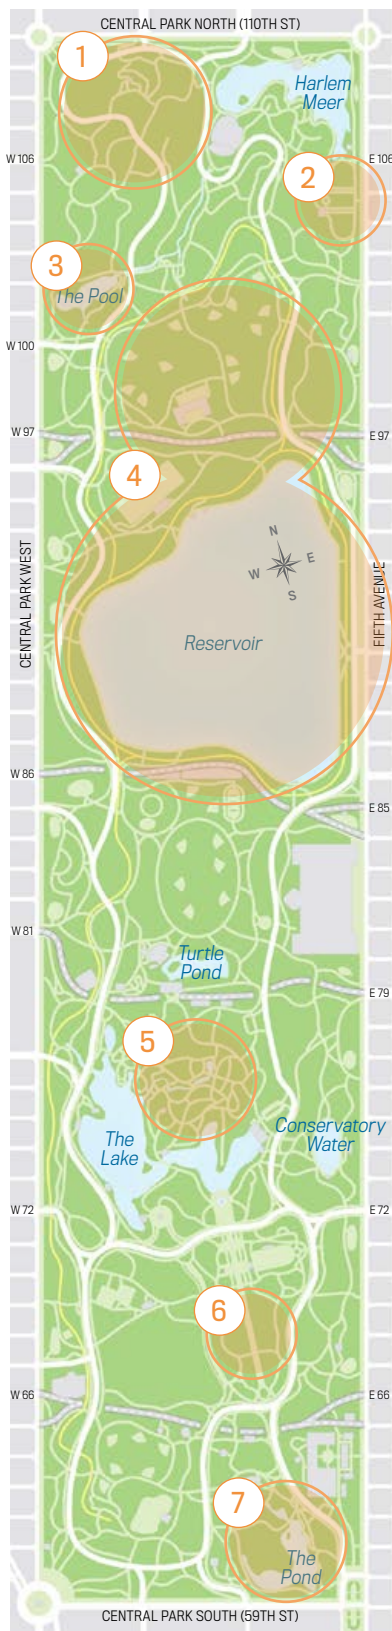 CENTRAL PARK NORTH (110TH ST)
1
Harlem
Meer
W 106
E 106
2
3
The Pool
W 100
W 97
E 97
4
N
W
E
S
CENTRAL PARK WEST
FIFTH AVENUE
Reservoir
W 86
E 85
W 81
Turtle
Pond
E 79
5
The
Lake
Conservatory
Water
W 72
E 72
6
W 66
E 66
7
The
Pond
CENTRAL PARK SOUTH (59TH ST)